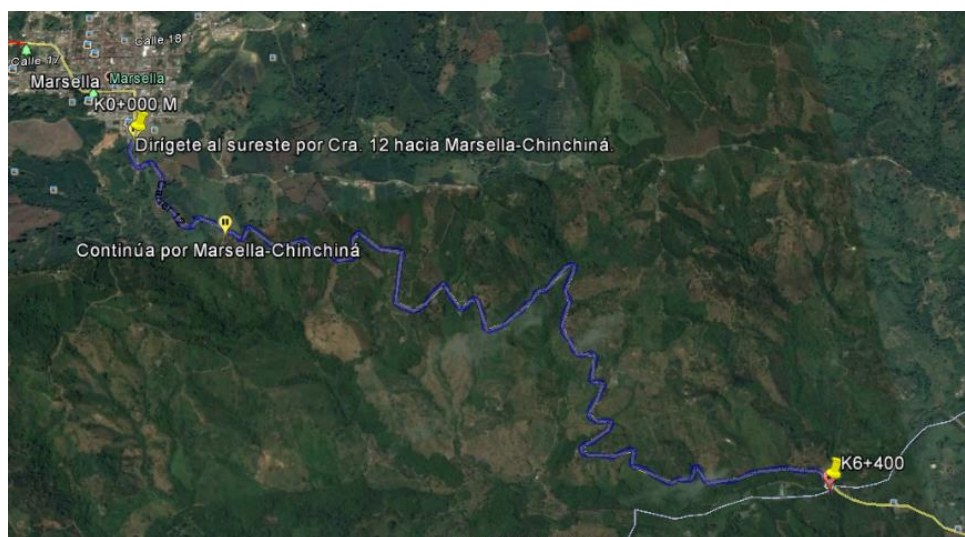 Calle 18
Calle 17
Marsella
Marsella
K0+000 M
Dirígete al sureste por Cra. 12 hacia Marsella-Chinchiná.
Continúa por Marsella-Chinchiná
K6+400